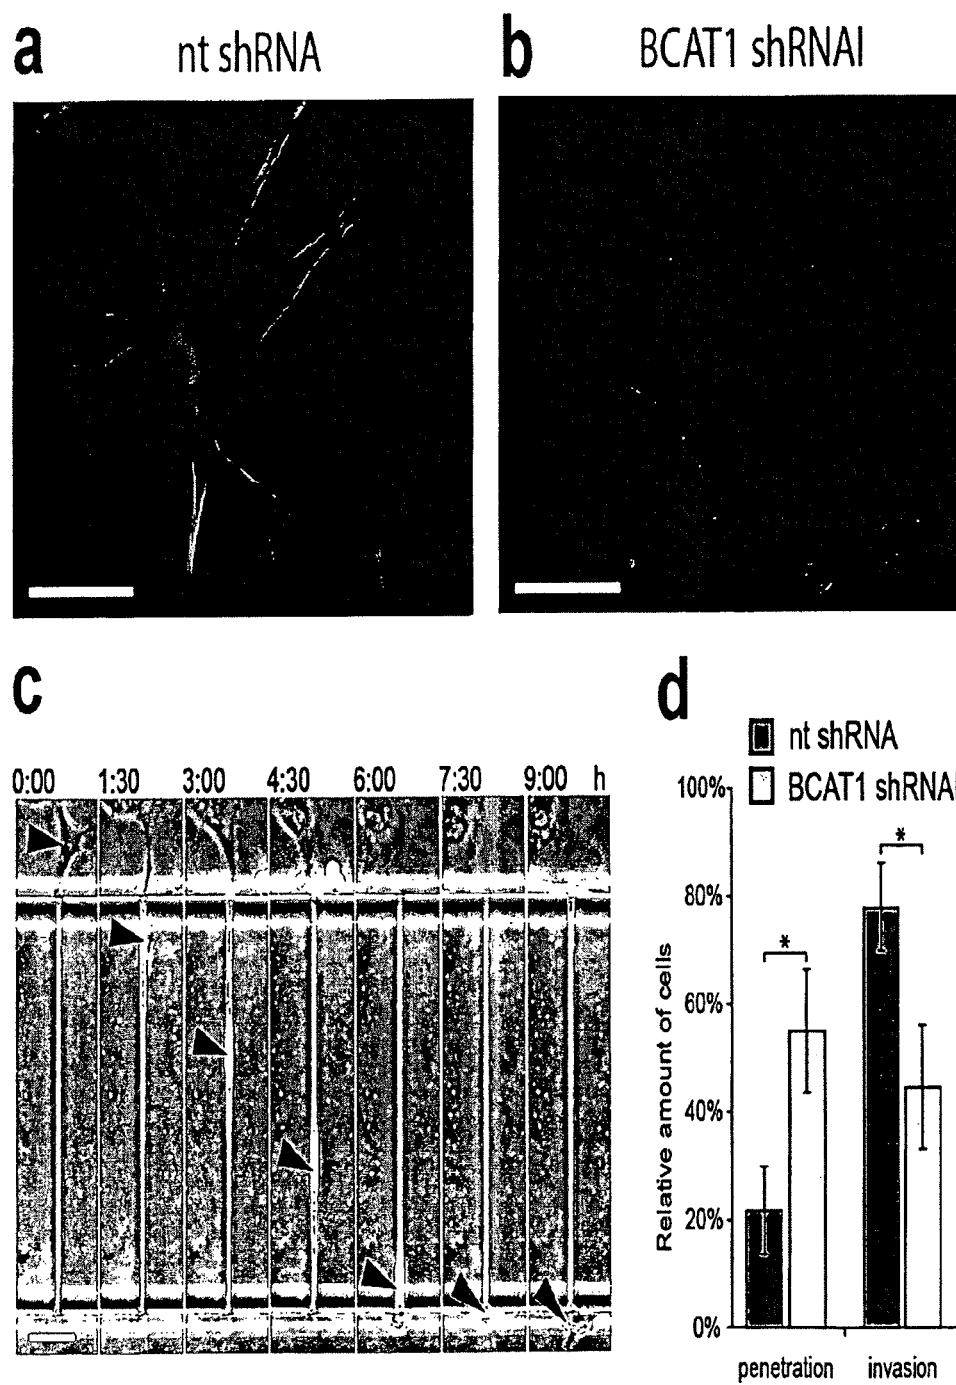 a
nt shRNA
b
BCAT1 shRNAI
c
0:00 1:30 3:00 4:30 6:00 7:30 9:00 h
d
nt shRNA
BCAT1 shRNAI
100%
80%
60%
40%
20%
0%
Relative amount of cells
*
*
penetration
invasion